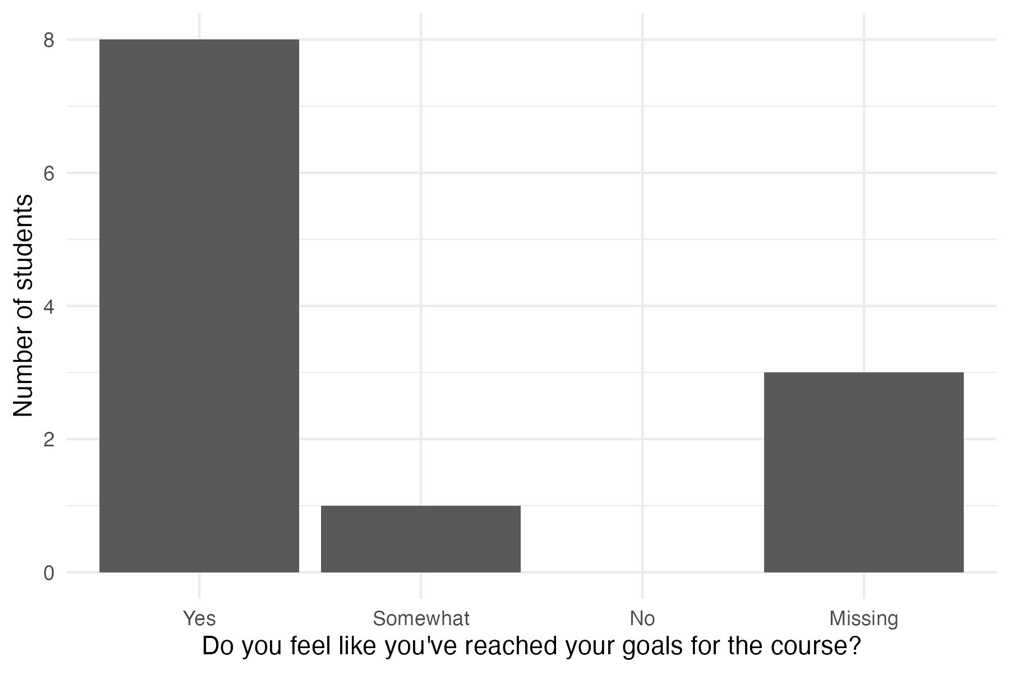 Number of students
8
6
4
2
0
Yes Somewhat No Missing
Do you feel like you've reached your goals for the course?